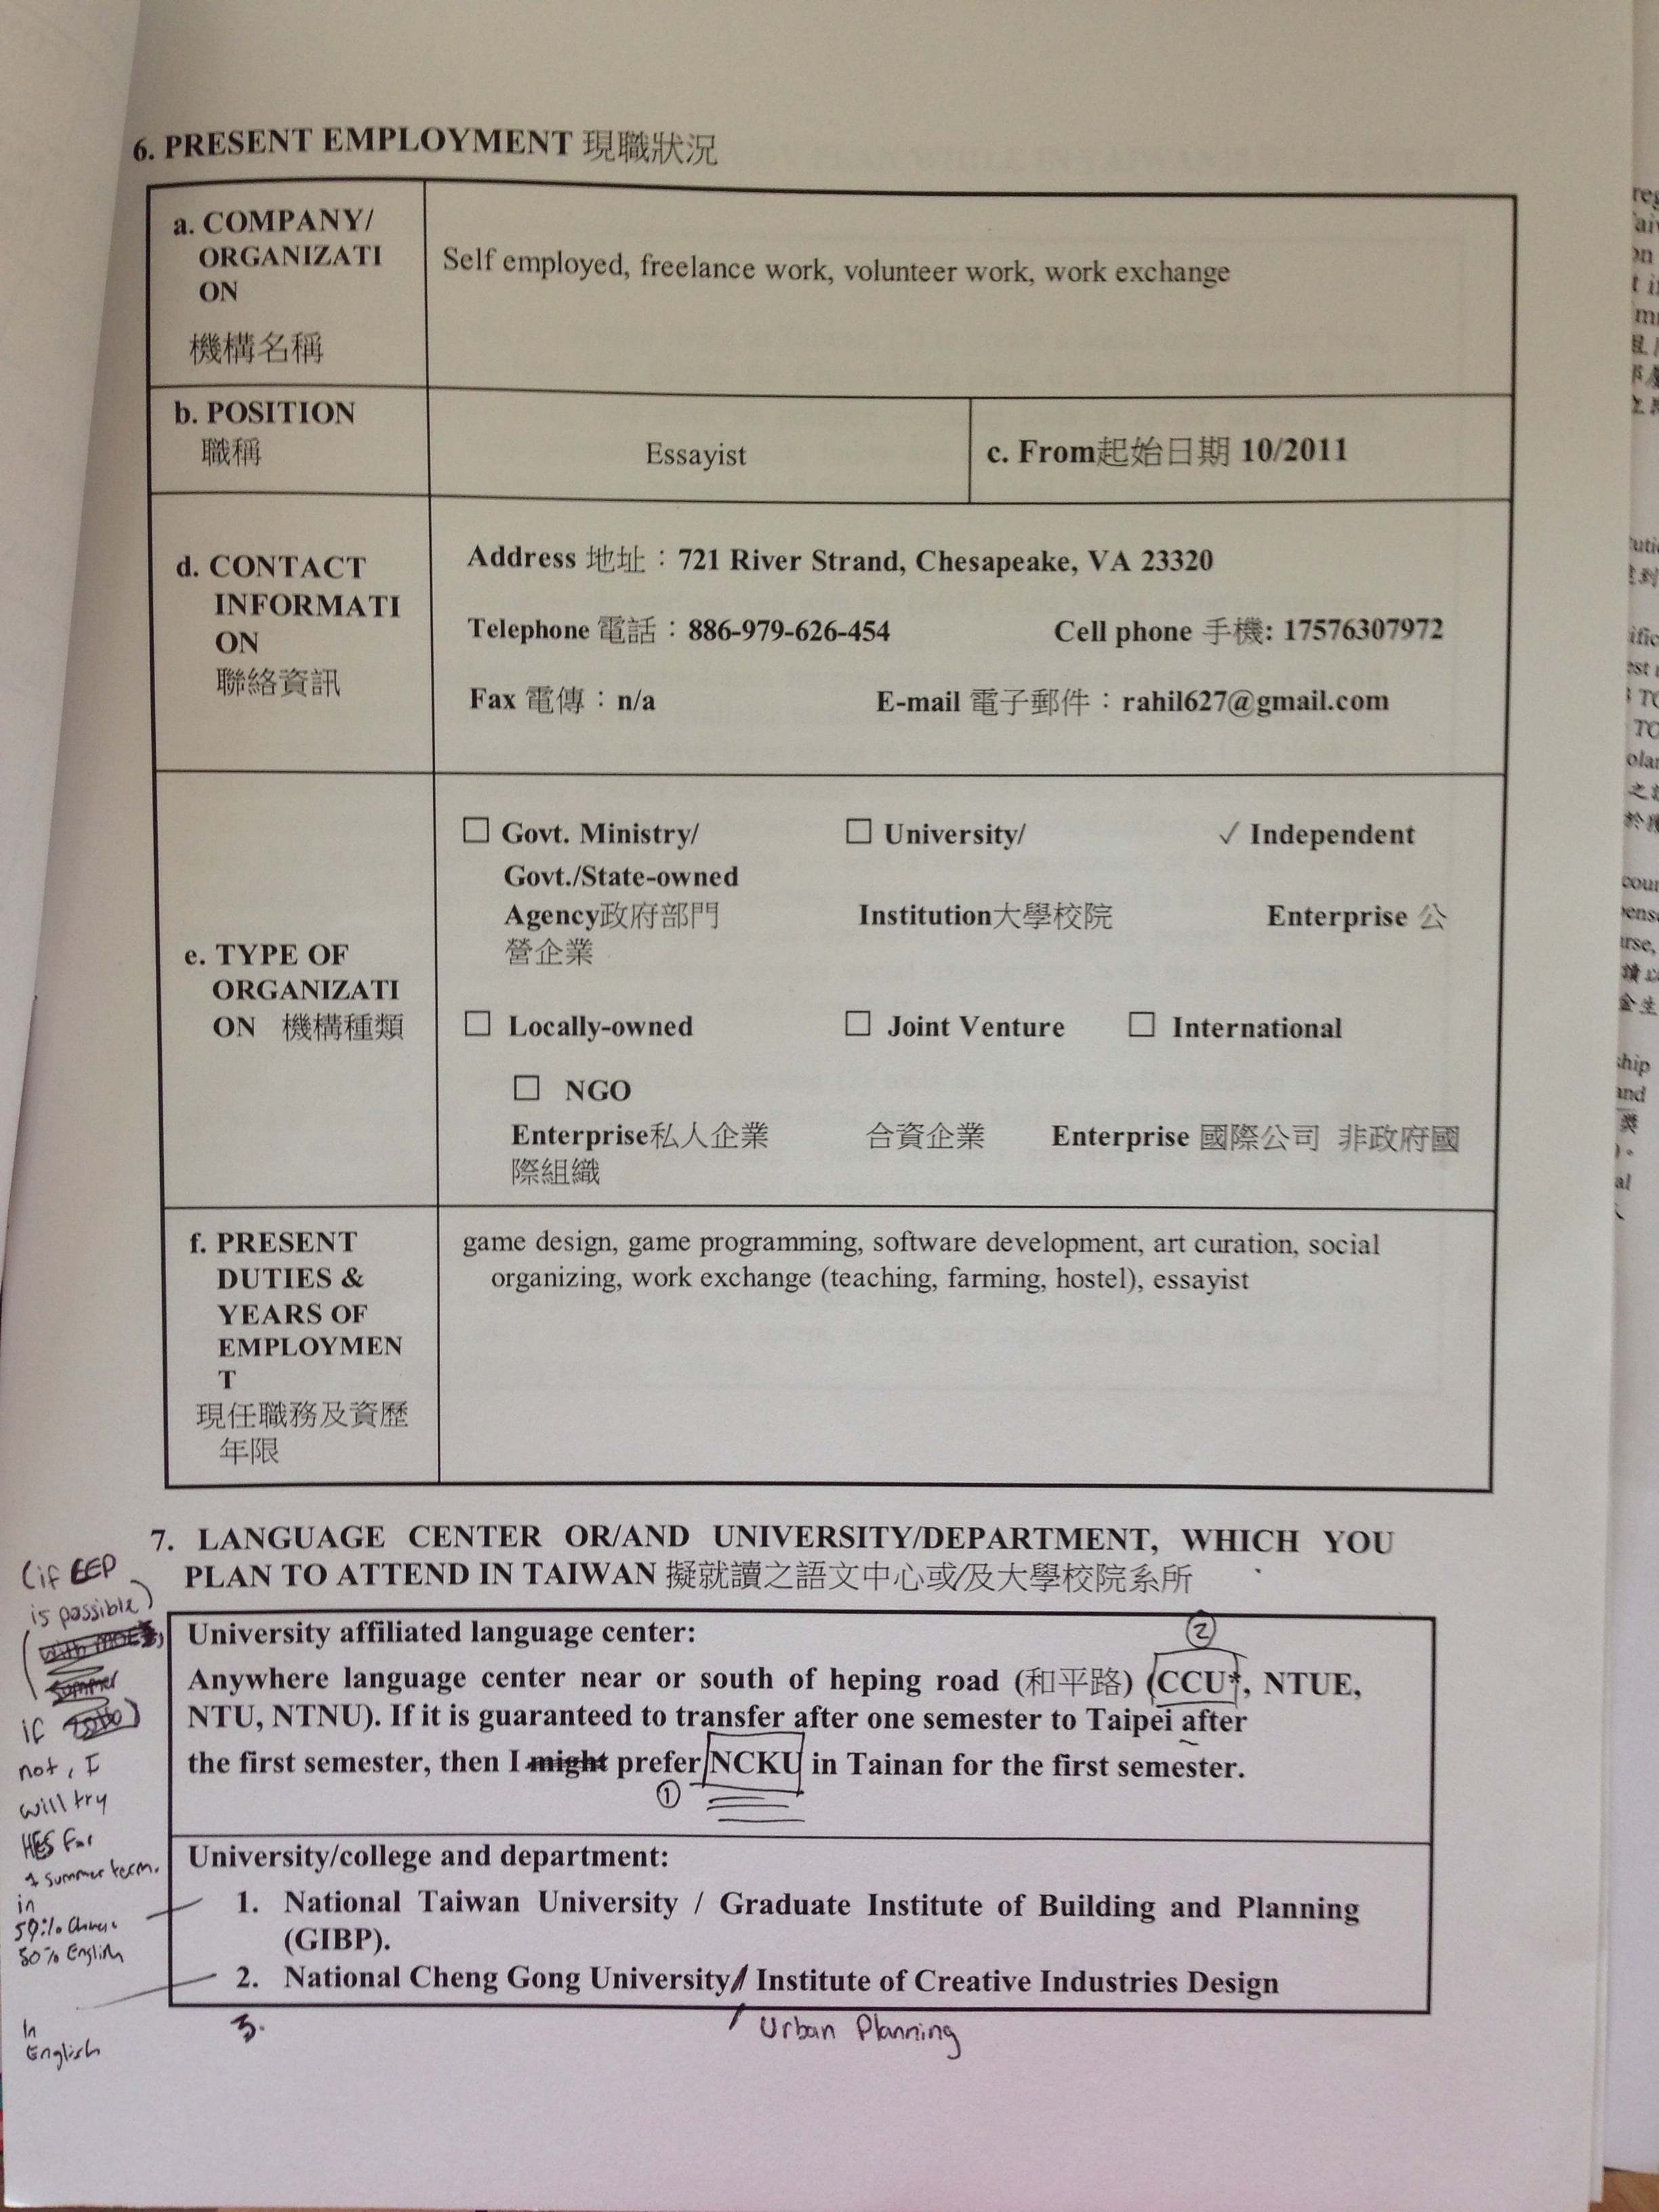 6. PRESENT EMPLOYMENT 現職狀況
a. COMPANY/
ORGANIZATI
ON
機構名稱
Self employed, freelance work, volunteer work, work exchange
b. POSITION
職稱
Essayist
c. From起始日期 10/2011
d. CONTACT
INFORMATI
ON
聯絡資訊
Address 地址：721 River Strand, Chesapeake, VA 23320
Telephone 電話：886-979-626-454 Cell phone 手機: 17576307972
Fax 電傳：n/a E-mail 電子郵件：rahil627@gmail.com
e. TYPE OF
ORGANIZATI
ON 機構種類
☐ Govt. Ministry/ ☐ University/ ✓ Independent
Govt./State-owned
Agency政府部門 Institution大學校院 Enterprise 公
營企業
☐ Locally-owned ☐ Joint Venture ☐ International
☐ NGO
Enterprise私人企業 合資企業 Enterprise 國際公司 非政府國
際組織
f. PRESENT
DUTIES &
YEARS OF
EMPLOYMEN
T
現任職務及資歷
年限
game design, game programming, software development, art curation, social
organizing, work exchange (teaching, farming, hostel), essayist
7. LANGUAGE CENTER OR/AND UNIVERSITY/DEPARTMENT, WHICH YOU
PLAN TO ATTEND IN TAIWAN 擬就讀之語文中心或/及大學校院系所
University affiliated language center:
②
Anywhere language center near or south of heping road (和平路) (CCU*, NTUE,
NTU, NTNU). If it is guaranteed to transfer after one semester to Taipei after
the first semester, then I might prefer NCKU in Tainan for the first semester.
①
University/college and department:
1. National Taiwan University / Graduate Institute of Building and Planning
(GIBP).
2. National Cheng Gong University/ Institute of Creative Industries Design
3.
/ Urban Planning
(if EEP
is possible)
if
not, I
will try
HES For
1 summer term.
in
50% Chinese
50% English
In
English